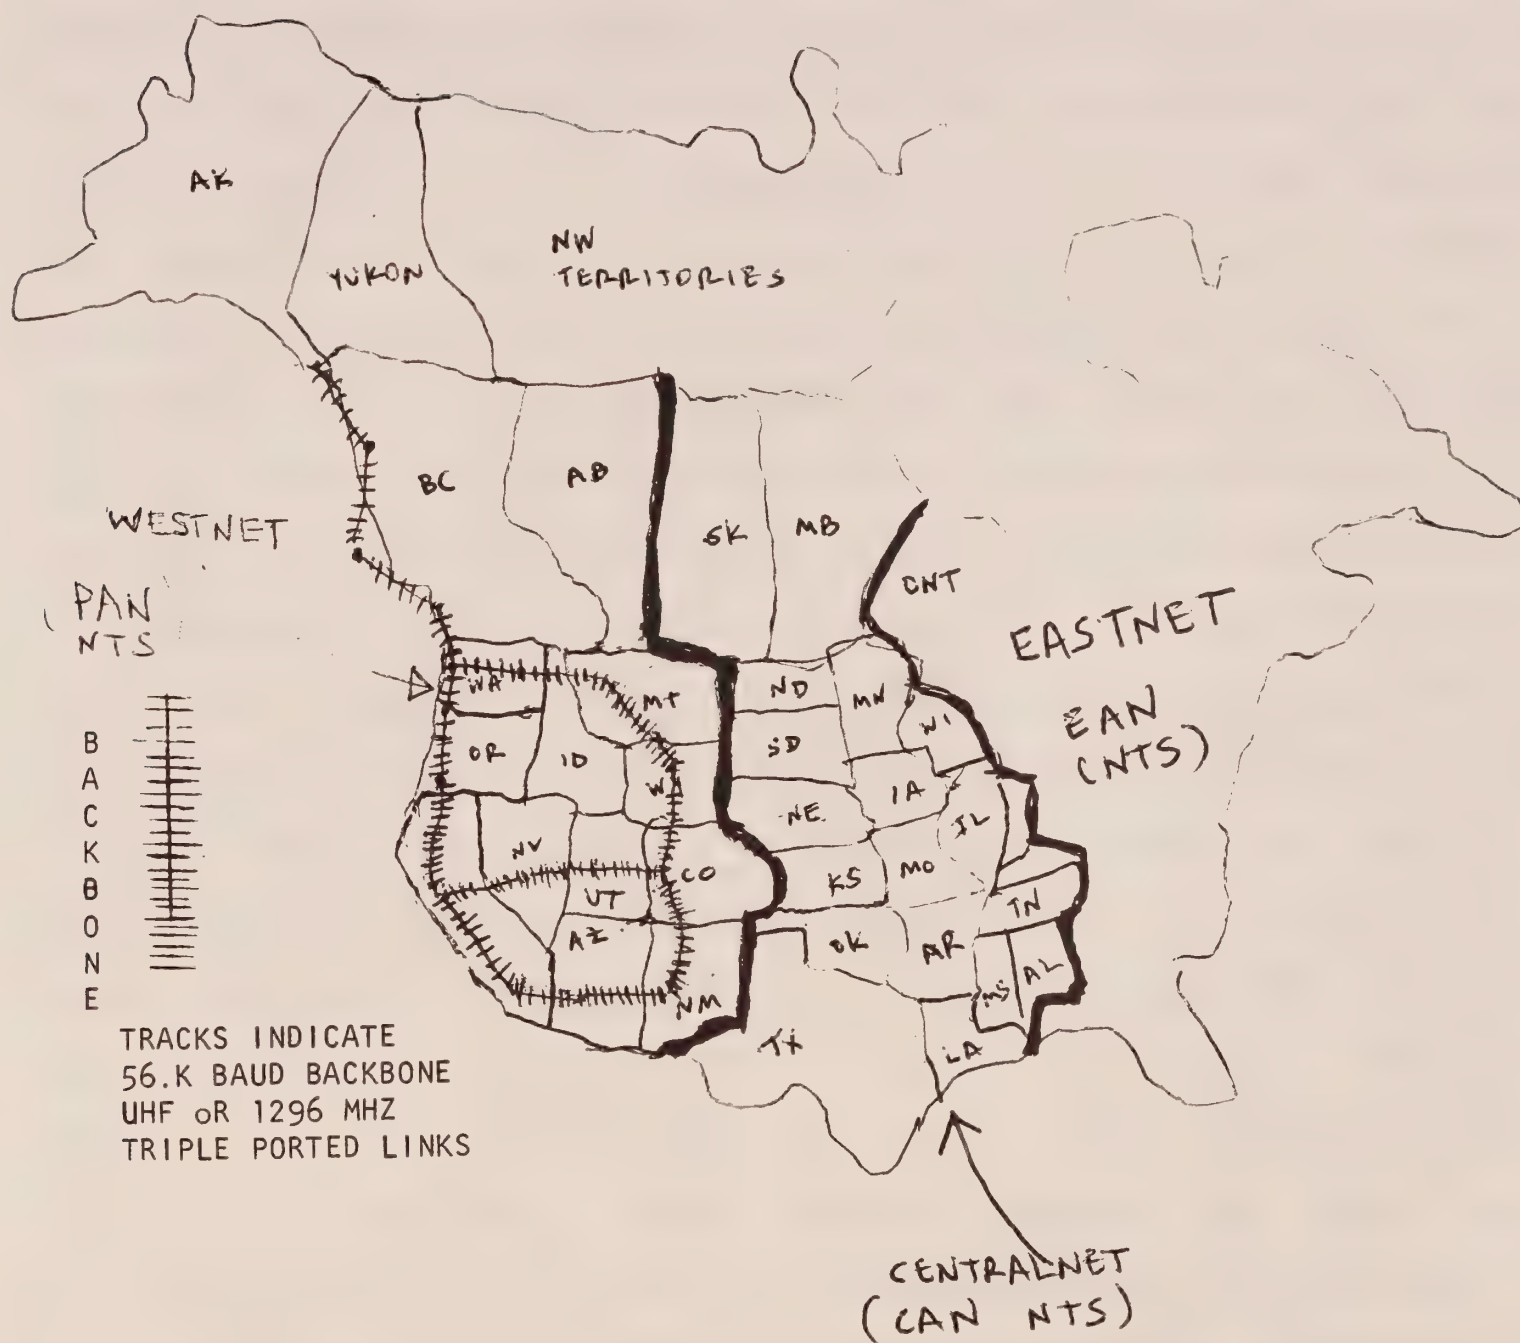 AK
YUKON
NW
TERRITORIES
BC
AB
SK
MB
ONT
WESTNET
PAN
NTS
EASTNET
EAN
(NTS)
WA
MT
ND
MN
WI
OR
ID
SD
W
IA
NE
IL
NV
UT
CO
KS
MO
TN
AZ
NM
OK
AR
MS
AL
TX
LA
BACKBONE
TRACKS INDICATE
56.K BAUD BACKBONE
UHF oR 1296 MHZ
TRIPLE PORTED LINKS
CENTRALNET
(CAN NTS)